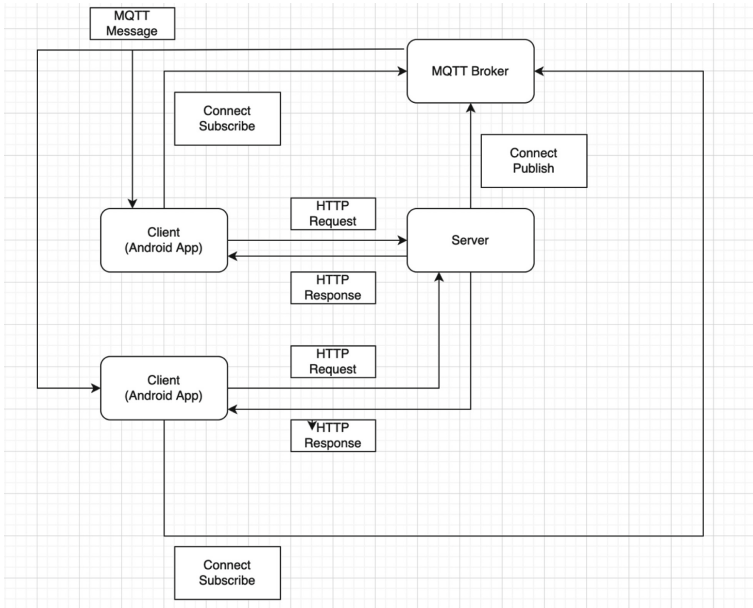 MQTT
Message
MQTT Broker
Connect
Subscribe
Connect
Publish
HTTP
Request
Client
(Android App)
Server
HTTP
Response
HTTP
Request
Client
(Android App)
HTTP
Response
Connect
Subscribe